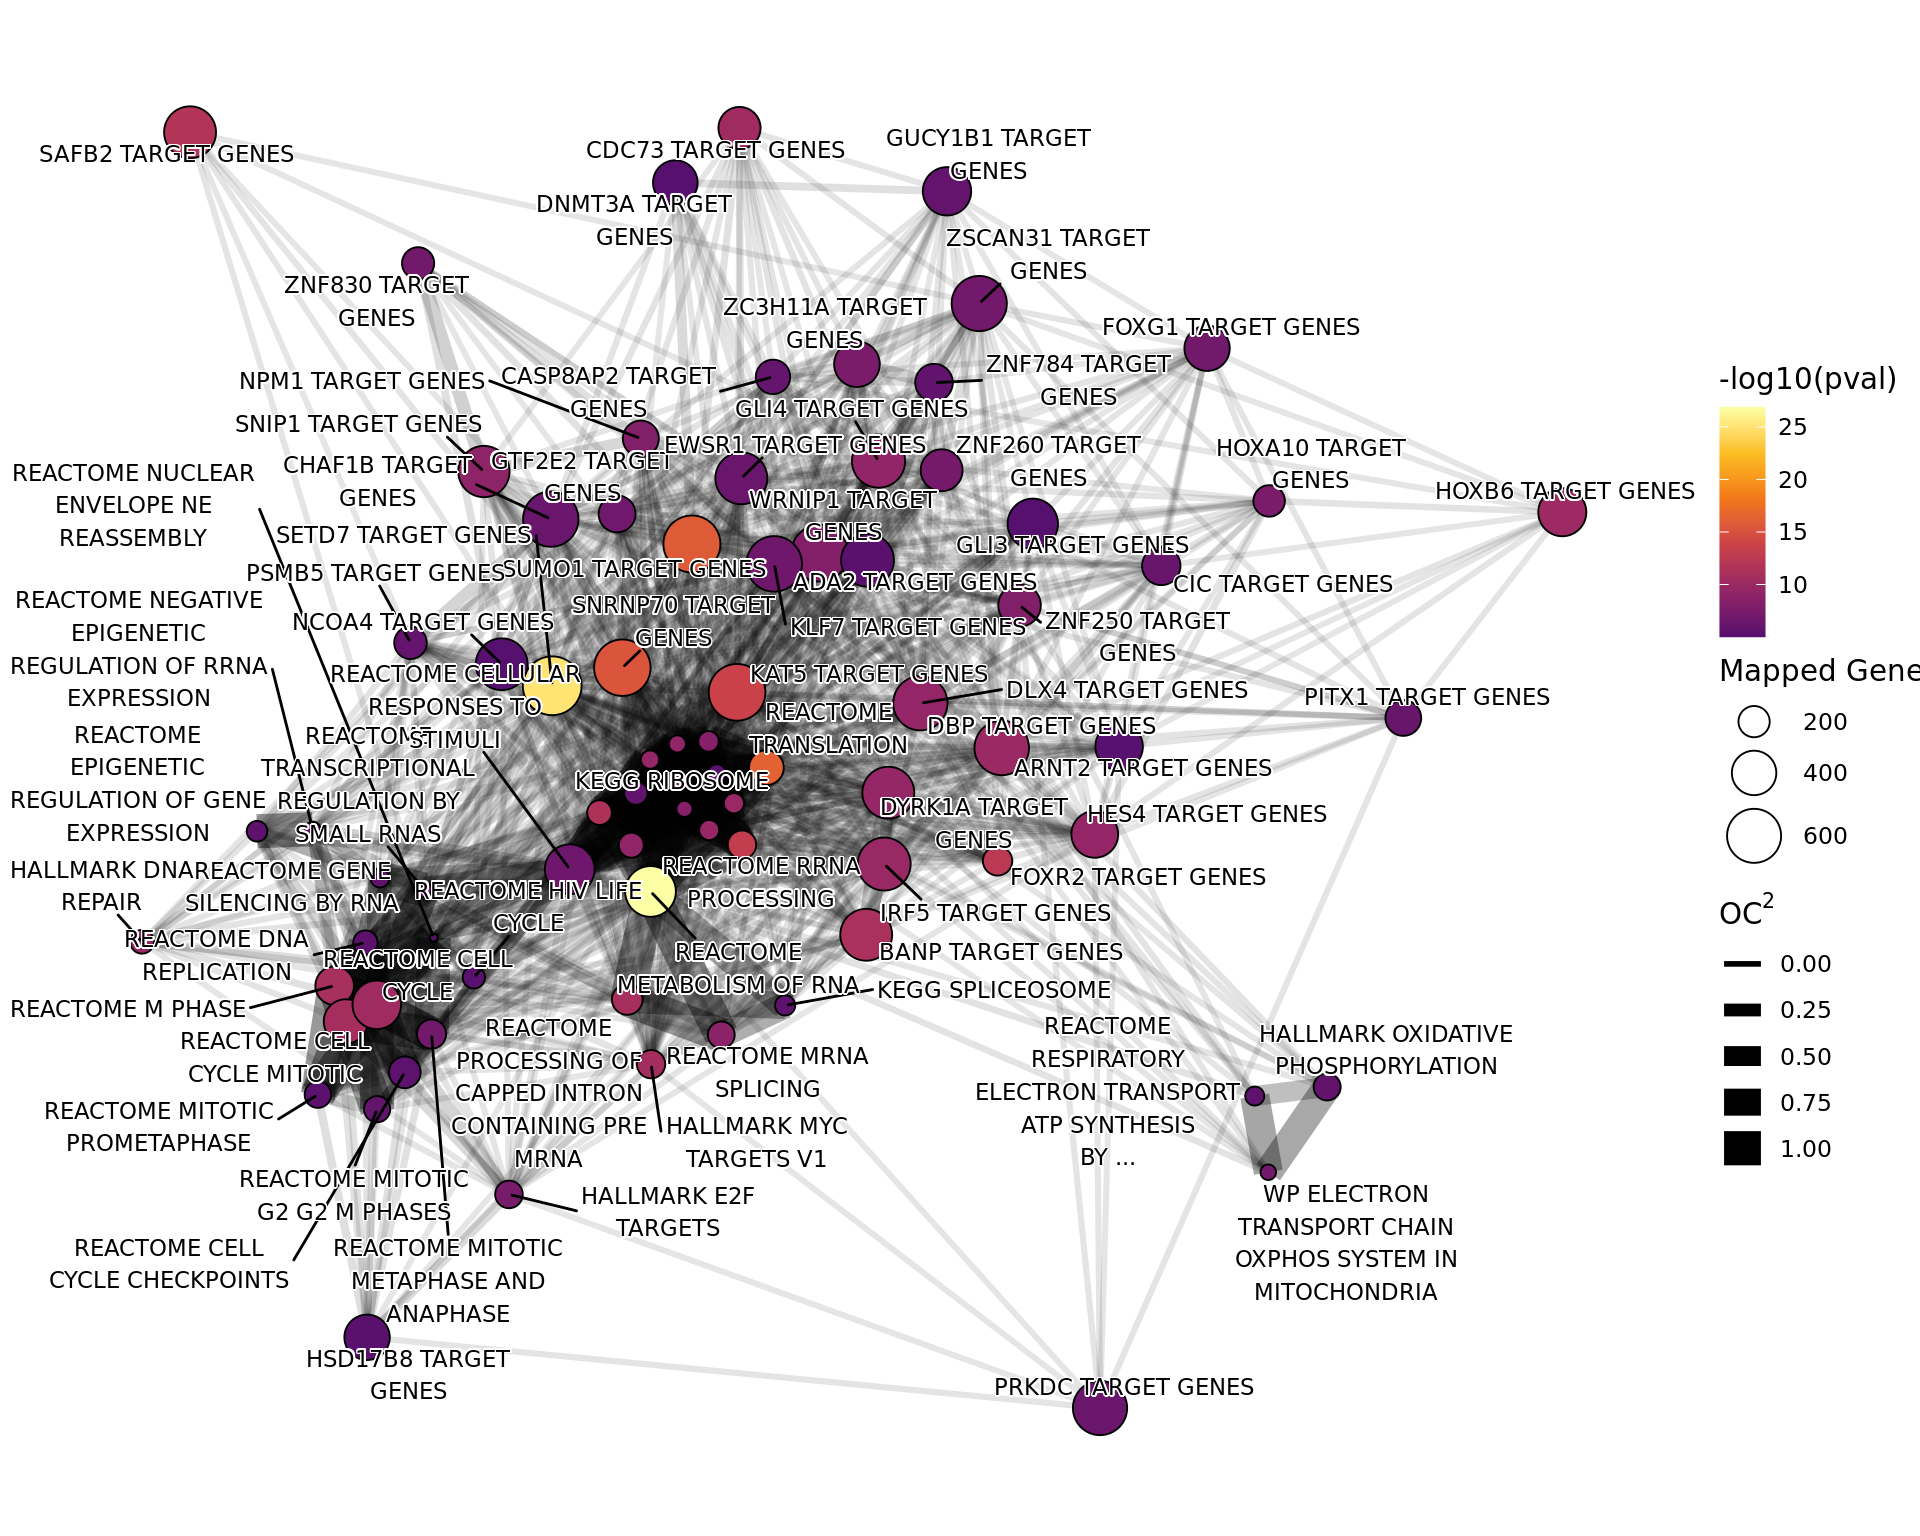 SAFB2 TARGET GENES
CDC73 TARGET GENES
GUCY1B1 TARGET
GENES
DNMT3A TARGET
GENES
ZSCAN31 TARGET
GENES
ZNF830 TARGET
GENES
ZC3H11A TARGET
GENES
FOXG1 TARGET GENES
NPM1 TARGET GENES
CASP8AP2 TARGET
GENES
ZNF784 TARGET
GENES
GLI4 TARGET GENES
SNIP1 TARGET GENES
EWSR1 TARGET GENES
ZNF260 TARGET
GENES
HOXA10 TARGET
GENES
HOXB6 TARGET GENES
CHAF1B TARGET
GENES
GTF2E2 TARGET
GENES
REACTOME NUCLEAR
ENVELOPE NE
REASSEMBLY
WRNIP1 TARGET
GENES
SETD7 TARGET GENES
GLI3 TARGET GENES
PSMB5 TARGET GENES
SUMO1 TARGET GENES
ADA2 TARGET GENES
CIC TARGET GENES
REACTOME NEGATIVE
EPIGENETIC
REGULATION OF RRNA
EXPRESSION
SNRNP70 TARGET
GENES
NCOA4 TARGET GENES
KLF7 TARGET GENES
ZNF250 TARGET
GENES
REACTOME CELLULAR
RESPONSES TO
STIMULI
KAT5 TARGET GENES
DLX4 TARGET GENES
PITX1 TARGET GENES
REACTOME
TRANSLATION
DBP TARGET GENES
REACTOME
EPIGENETIC
REGULATION OF GENE
EXPRESSION
REACTOME
TRANSCRIPTIONAL
REGULATION BY
SMALL RNAS
KEGG RIBOSOME
ARNT2 TARGET GENES
DYRK1A TARGET
GENES
HES4 TARGET GENES
HALLMARK DNA
REPAIR
REACTOME GENE
SILENCING BY RNA
REACTOME HIV LIFE
CYCLE
REACTOME RRNA
PROCESSING
FOXR2 TARGET GENES
IRF5 TARGET GENES
REACTOME DNA
REPLICATION
REACTOME CELL
CYCLE
REACTOME
METABOLISM OF RNA
BANP TARGET GENES
KEGG SPLICEOSOME
REACTOME M PHASE
REACTOME CELL
CYCLE MITOTIC
REACTOME
PROCESSING OF
CAPPED INTRON
CONTAINING PRE
MRNA
REACTOME MRNA
SPLICING
REACTOME
RESPIRATORY
ELECTRON TRANSPORT
ATP SYNTHESIS
BY ...
HALLMARK OXIDATIVE
PHOSPHORYLATION
REACTOME MITOTIC
PROMETAPHASE
HALLMARK MYC
TARGETS V1
REACTOME MITOTIC
G2 G2 M PHASES
HALLMARK E2F
TARGETS
WP ELECTRON
TRANSPORT CHAIN
OXPHOS SYSTEM IN
MITOCHONDRIA
REACTOME CELL
CYCLE CHECKPOINTS
REACTOME MITOTIC
METAPHASE AND
ANAPHASE
HSD17B8 TARGET
GENES
PRKDC TARGET GENES
-log10(pval)
25
20
15
10
Mapped Gene
200
400
600
OC²
0.00
0.25
0.50
0.75
1.00